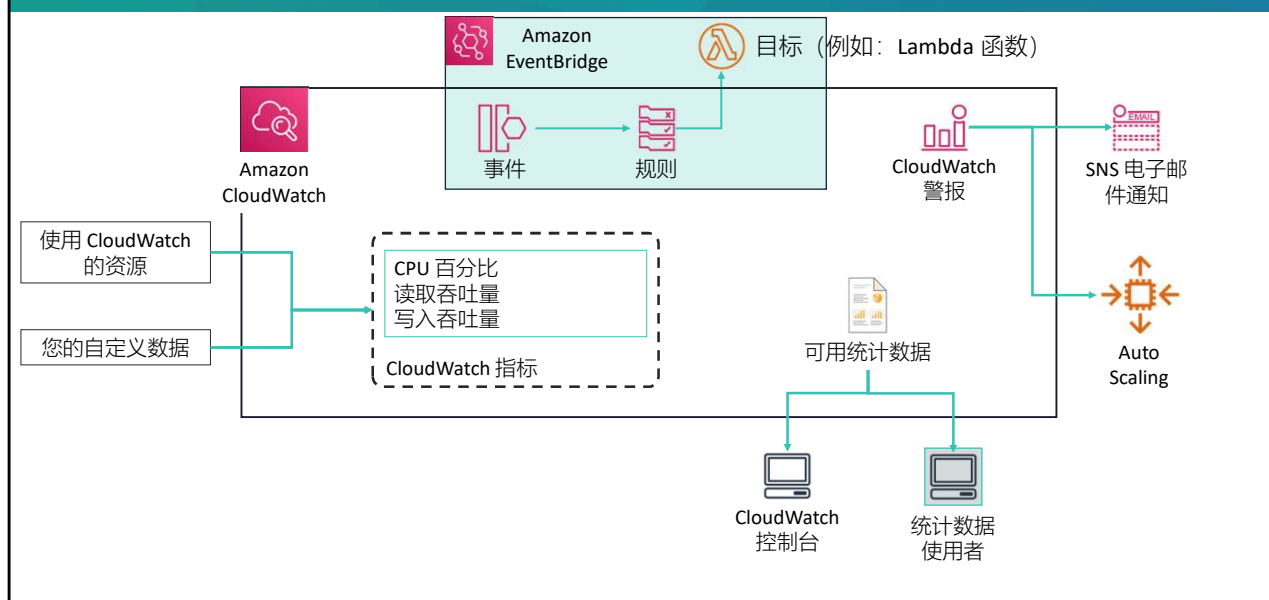 Amazon
EventBridge
目标（例如：Lambda 函数）
事件
规则
Amazon
CloudWatch
CloudWatch
警报
EMAIL
SNS 电子邮
件通知
使用 CloudWatch
的资源
您的自定义数据
CPU 百分比
读取吞吐量
写入吞吐量
CloudWatch 指标
可用统计数据
Auto
Scaling
CloudWatch
控制台
统计数据
使用者